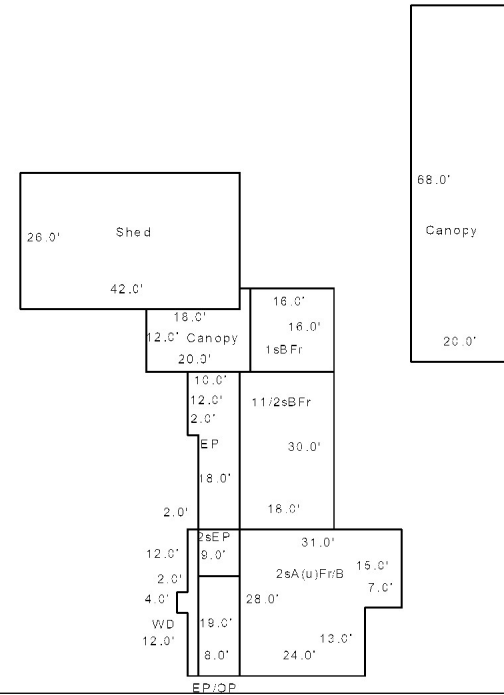 68.0'
26.0'
Shed
Canopy
42.0'
16.0'
18.0'
16.0'
12.0'
Canopy
1sBFr
20.0'
20.0'
10.0'
12.0'
11/2sBFr
2.0'
EP
30.0'
18.0'
2.0'
18.0'
2sEP
31.0'
12.0'
9.0'
15.0'
2.0'
2sA(u)Fr/B
7.0'
4.0'
28.0'
WD
19.0'
12.0'
13.0'
8.0'
24.0'
EP/OP